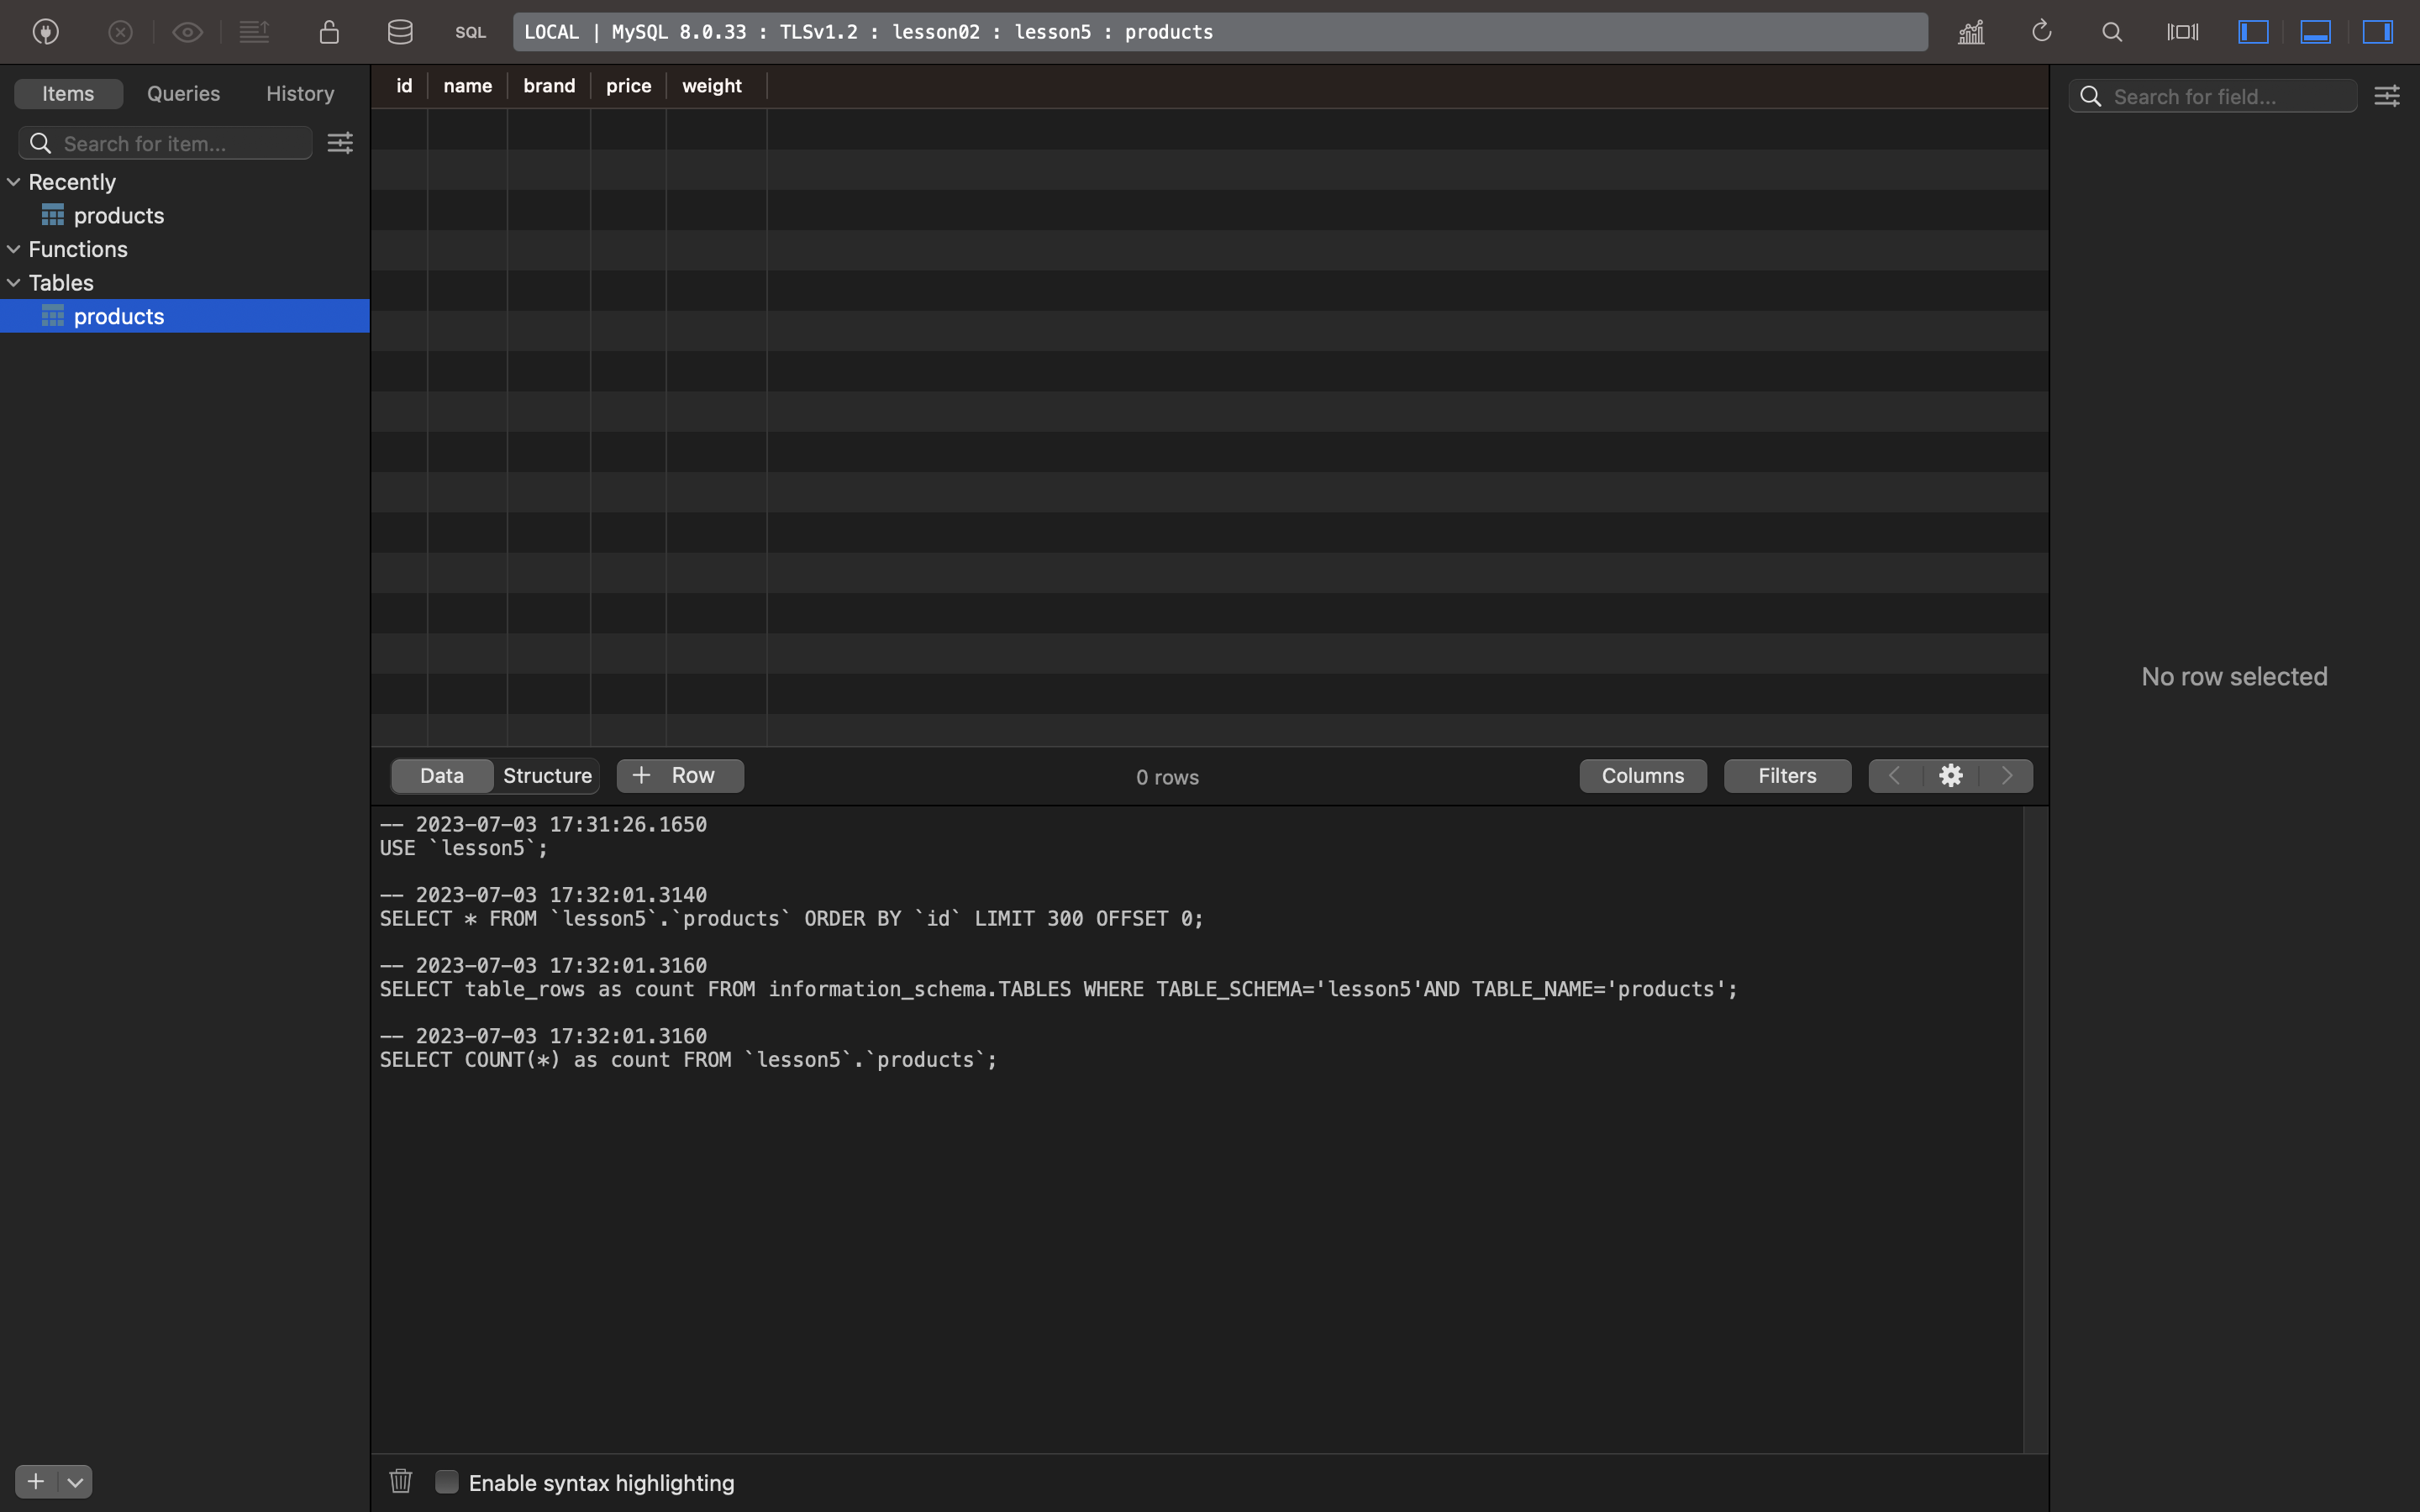 SQL
LOCAL | MySQL 8.0.33 : TLSv1.2 : lesson02 : lesson5 : products
Items Queries History
Search for item...
Recently
products
Functions
Tables
products
id name brand price weight
Search for field...
No row selected
Data Structure + Row 0 rows Columns Filters
-- 2023-07-03 17:31:26.1650
USE `lesson5`;
-- 2023-07-03 17:32:01.3140
SELECT * FROM `lesson5`.`products` ORDER BY `id` LIMIT 300 OFFSET 0;
-- 2023-07-03 17:32:01.3160
SELECT table_rows as count FROM information_schema.TABLES WHERE TABLE_SCHEMA='lesson5'AND TABLE_NAME='products';
-- 2023-07-03 17:32:01.3160
SELECT COUNT(*) as count FROM `lesson5`.`products`;
Enable syntax highlighting